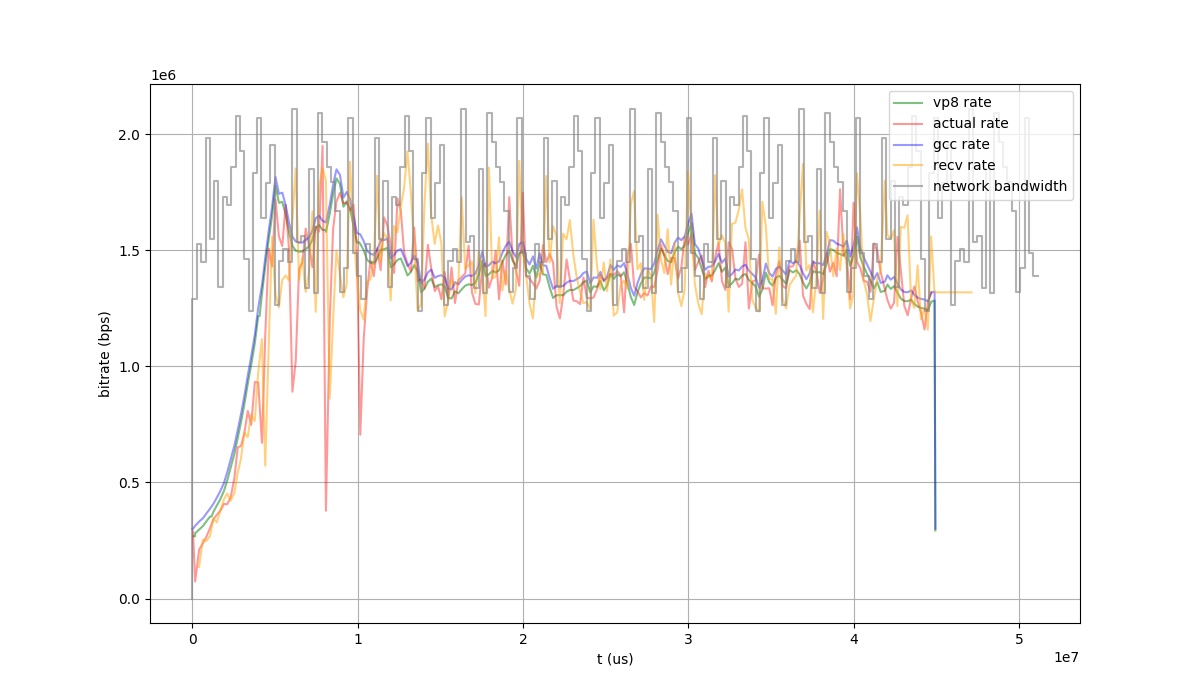 1e6
2.0
1.5
1.0
0.5
0.0
bitrate (bps)
vp8 rate
actual rate
gcc rate
recv rate
network bandwidth
0 1 2 3 4 5
t (us)
1e7